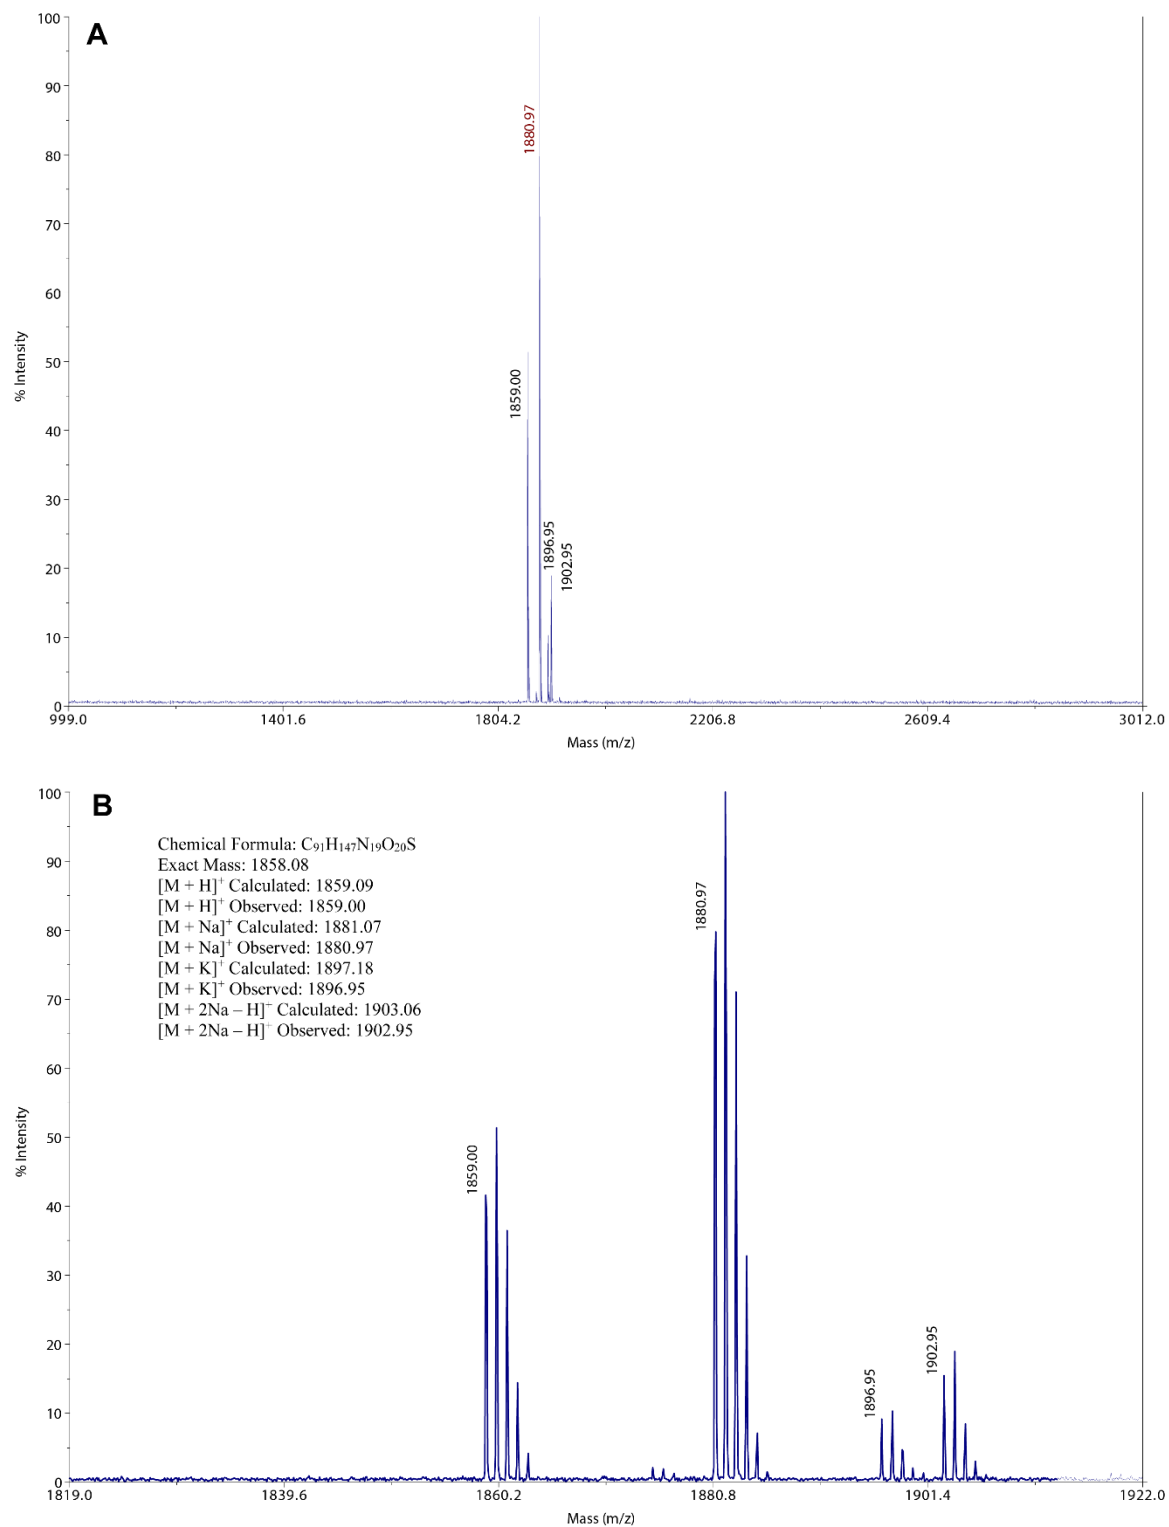 A
100
90
80
70
60
50
40
30
20
10
0
% Intensity
1859.00
1880.97
1896.95
1902.95
999.0 1401.6 1804.2 2206.8 2609.4 3012.0
Mass (m/z)
B
Chemical Formula: C₉₁H₁₄₇N₁₉O₂₀S
Exact Mass: 1858.08
[M + H]⁺ Calculated: 1859.09
[M + H]⁺ Observed: 1859.00
[M + Na]⁺ Calculated: 1881.07
[M + Na]⁺ Observed: 1880.97
[M + K]⁺ Calculated: 1897.18
[M + K]⁺ Observed: 1896.95
[M + 2Na – H]⁺ Calculated: 1903.06
[M + 2Na – H]⁺ Observed: 1902.95
100
90
80
70
60
50
40
30
20
10
0
% Intensity
1859.00
1880.97
1896.95
1902.95
1819.0 1839.6 1860.2 1880.8 1901.4 1922.0
Mass (m/z)